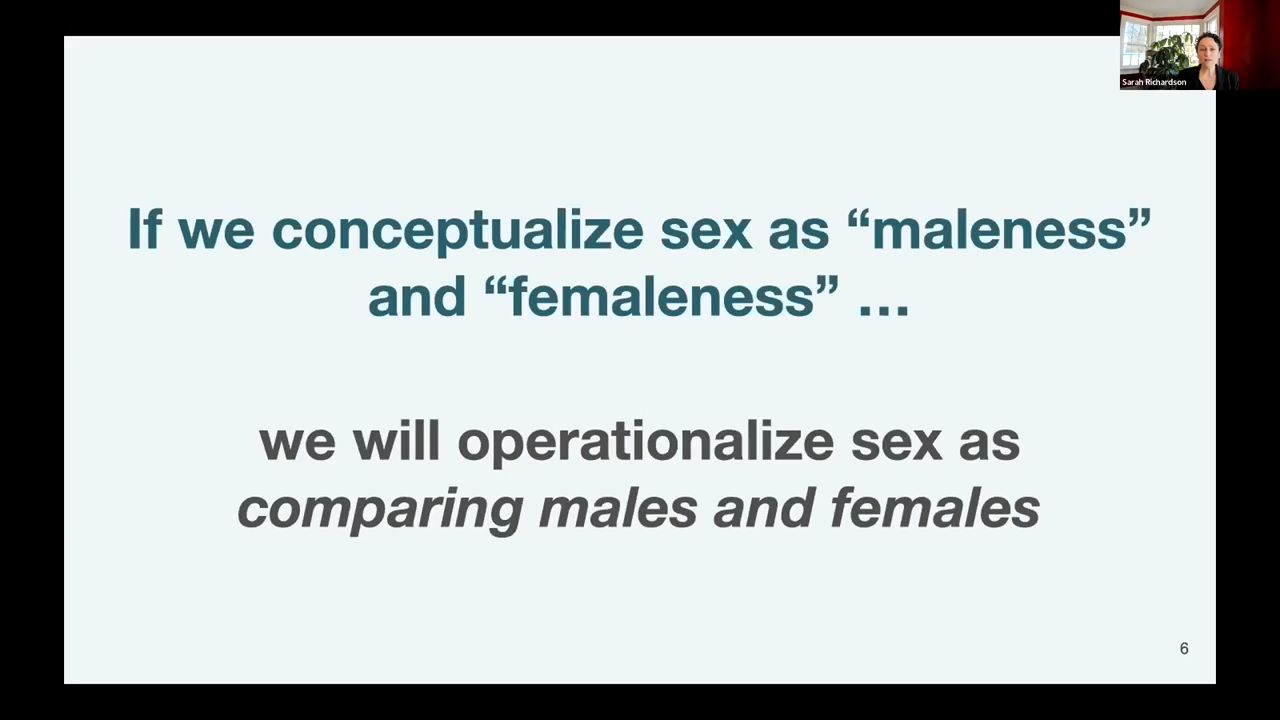 Sarah Richardson
If we conceptualize sex as “maleness”
and “femaleness” …
we will operationalize sex as
comparing males and females
6